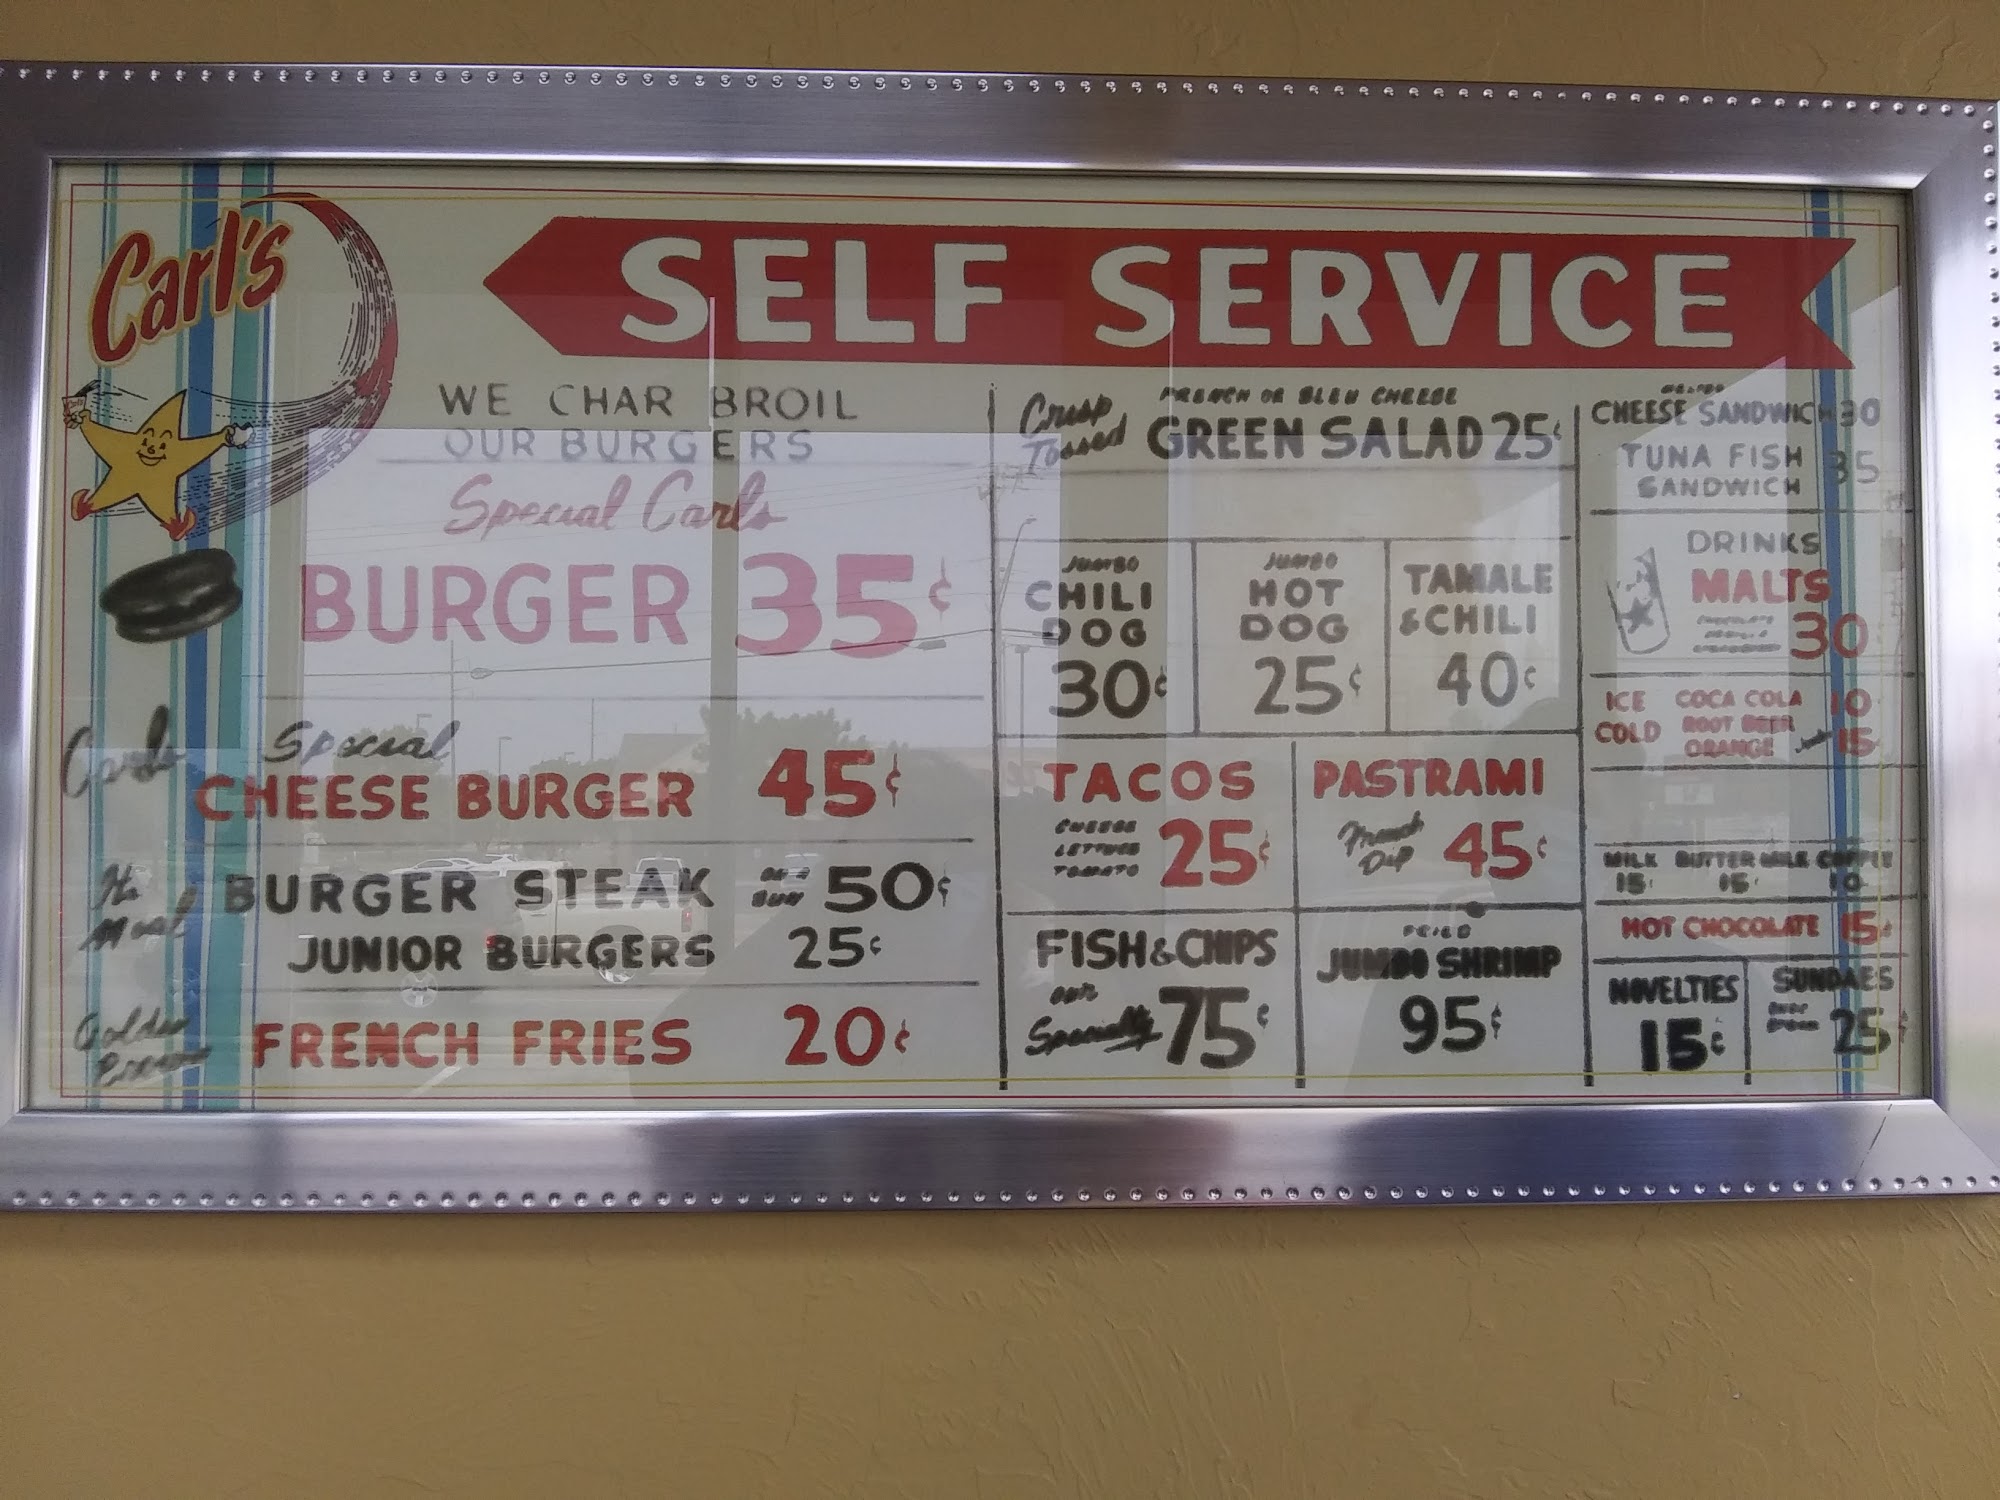 Carl's
SELF SERVICE
WE CHAR BROIL
OUR BURGERS
Special Carls
BURGER 35¢
Carls Special
CHEESE BURGER 45¢
BURGER STEAK ON A BUN 50¢
JUNIOR BURGERS 25¢
Golden Brown
FRENCH FRIES 20¢
Crisp Tossed
FRENCH OR BLEU CHEESE
GREEN SALAD 25¢
JUMBO
CHILI
DOG
30¢
JUMBO
HOT
DOG
25¢
TAMALE
& CHILI
40¢
TACOS
CHEESE
LETTUCE
TOMATO
25¢
PASTRAMI
French
Dip
45¢
FISH & CHIPS
our
Specialty
75¢
FRIED
JUMBO SHRIMP
95¢
CHEESE SANDWICH 30
TUNA FISH
SANDWICH
35
DRINKS
MALTS
30
ICE
COLD
COCA COLA
ROOT BEER
ORANGE
10
15
MILK BUTTERMILK COFFEE
15 15 10
HOT CHOCOLATE 15¢
NOVELTIES
15¢
SUNDAES
25¢